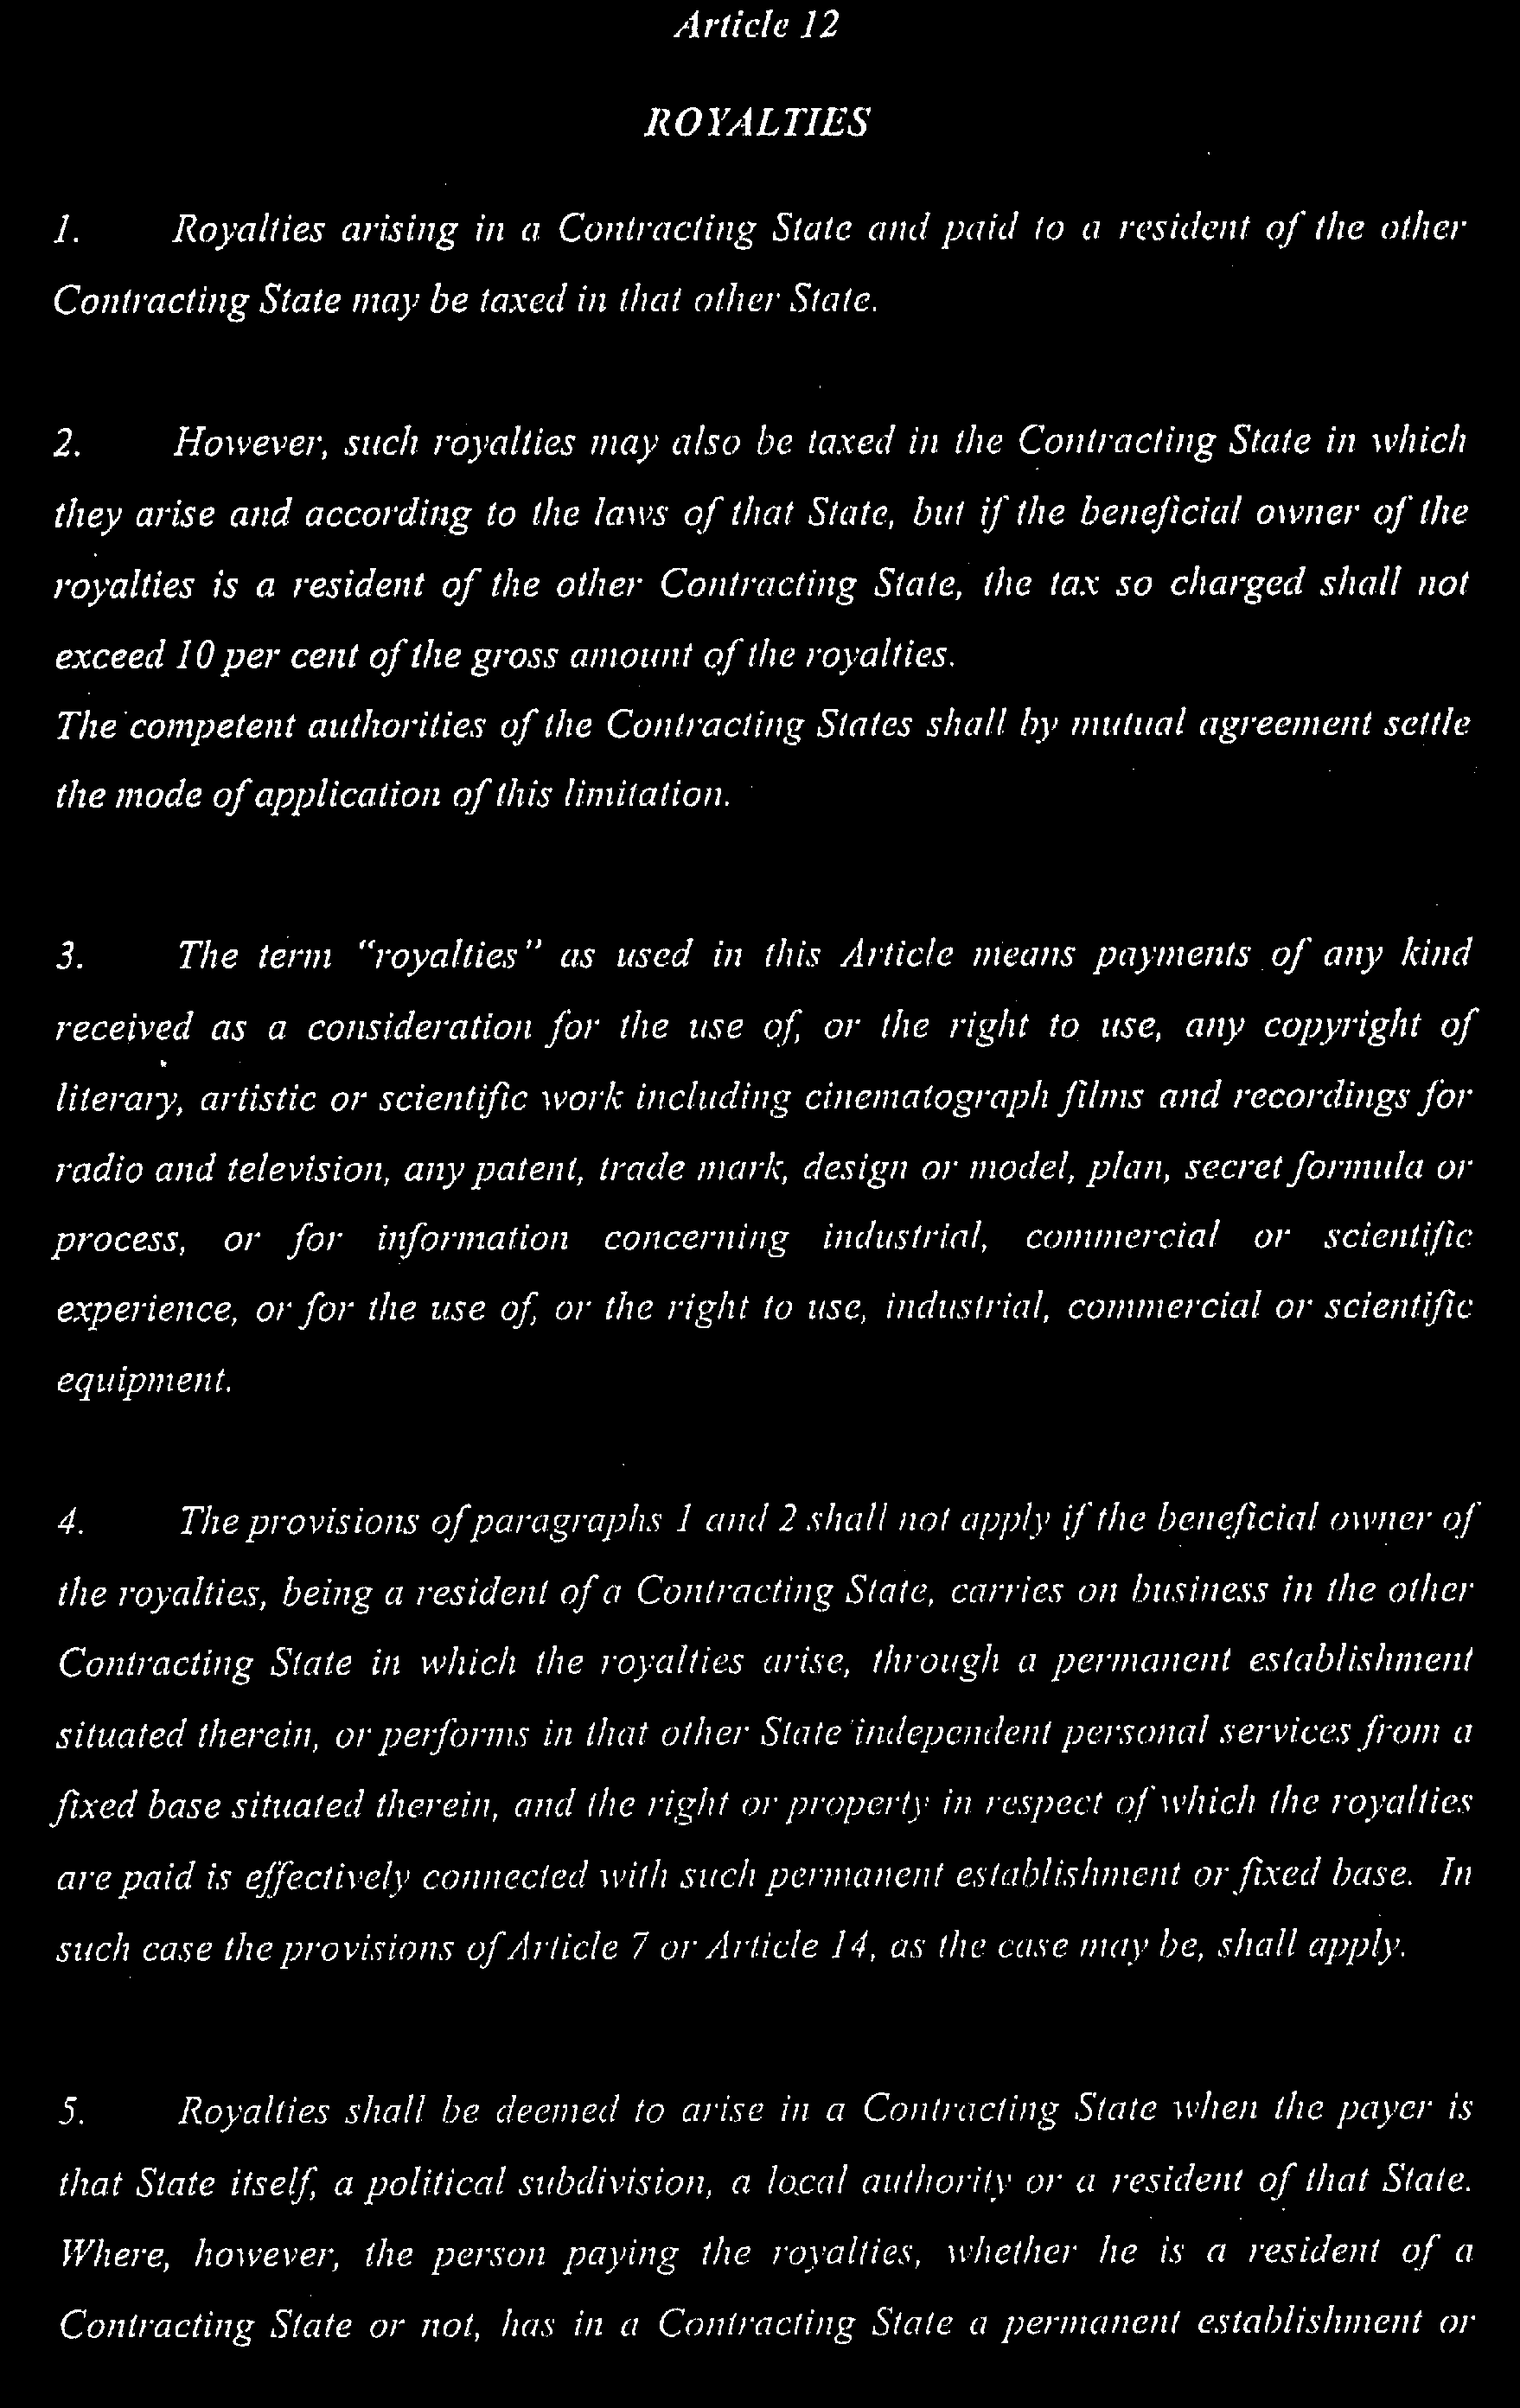 Article 12
ROYALTIES
1. Royalties arising in a Contracting State and paid to a resident of the other
Contracting State may be taxed in that other State.
2. However, such royalties may also be taxed in the Contracting State in which
they arise and according to the laws of that State, but if the beneficial owner of the
royalties is a resident of the other Contracting State, the tax so charged shall not
exceed 10 per cent of the gross amount of the royalties.
The competent authorities of the Contracting States shall by mutual agreement settle
the mode of application of this limitation.
3. The term "royalties" as used in this Article means payments of any kind
received as a consideration for the use of, or the right to use, any copyright of
literary, artistic or scientific work including cinematograph films and recordings for
radio and television, any patent, trade mark, design or model, plan, secret formula or
process, or for information concerning industrial, commercial or scientific
experience, or for the use of, or the right to use, industrial, commercial or scientific
equipment.
4. The provisions of paragraphs 1 and 2 shall not apply if the beneficial owner of
the royalties, being a resident of a Contracting State, carries on business in the other
Contracting State in which the royalties arise, through a permanent establishment
situated therein, or performs in that other State independent personal services from a
fixed base situated therein, and the right or property in respect of which the royalties
are paid is effectively connected with such permanent establishment or fixed base. In
such case the provisions of Article 7 or Article 14, as the case may be, shall apply.
5. Royalties shall be deemed to arise in a Contracting State when the payer is
that State itself, a political subdivision, a local authority or a resident of that State.
Where, however, the person paying the royalties, whether he is a resident of a
Contracting State or not, has in a Contracting State a permanent establishment or